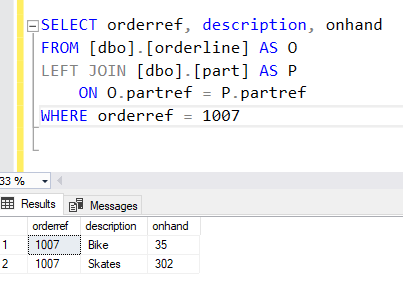 SELECT orderref, description, onhand
FROM [dbo].[orderline] AS O
LEFT JOIN [dbo].[part] AS P
ON O.partref = P.partref
WHERE orderref = 1007
33 %
Results Messages
orderref description onhand
1 1007 Bike 35
2 1007 Skates 302